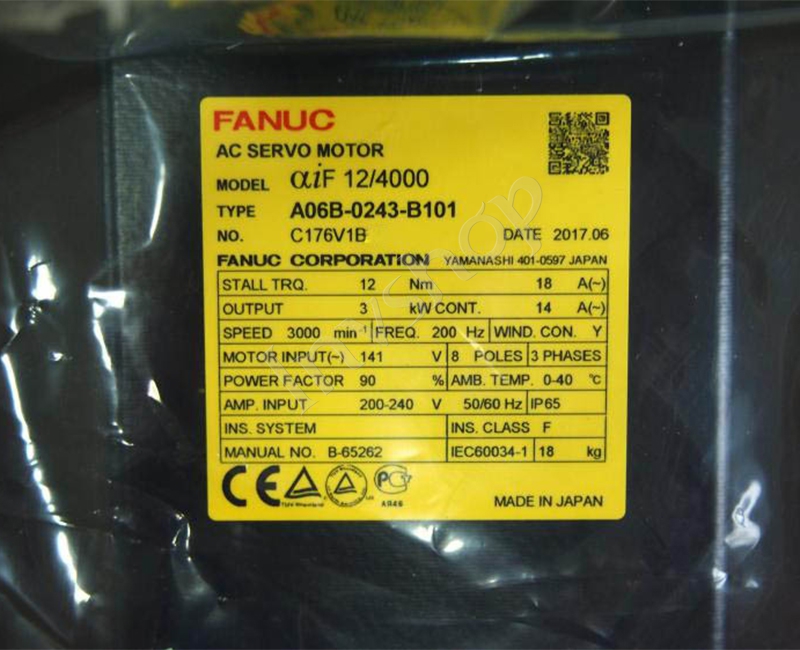 FANUC
AC SERVO MOTOR
MODEL αiF 12/4000
TYPE A06B-0243-B101
NO. C176V1B DATE 2017.06
FANUC CORPORATION YAMANASHI 401-0597 JAPAN
STALL TRQ. 12 Nm 18 A(~)
OUTPUT 3 kW CONT. 14 A(~)
SPEED 3000 min⁻¹ FREQ. 200 Hz WIND. CON. Y
MOTOR INPUT(~) 141 V 8 POLES 3 PHASES
POWER FACTOR 90 % AMB. TEMP. 0-40 ℃
AMP. INPUT 200-240 V 50/60 Hz IP65
INS. SYSTEM INS. CLASS F
MANUAL NO. B-65262 IEC60034-1 18 kg
CE
TUV Rheinland
MADE IN JAPAN